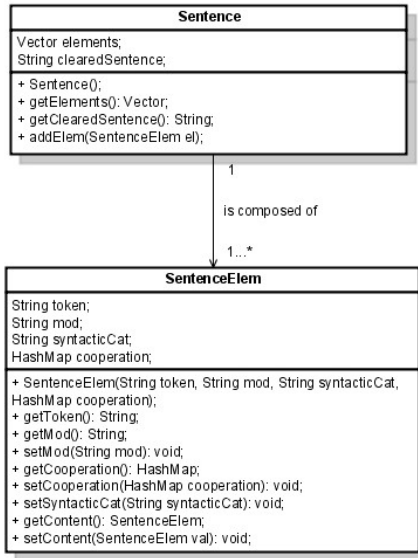 Sentence
Vector elements;
String clearedSentence;
+ Sentence();
+ getElements(): Vector;
+ getClearedSentence(): String;
+ addElem(SentenceElem el);
1
is composed of
1...*
SentenceElem
String token;
String mod;
String syntacticCat;
HashMap cooperation;
+ SentenceElem(String token, String mod, String syntacticCat,
HashMap cooperation);
+ getToken(): String;
+ getMod(): String;
+ setMod(String mod): void;
+ getCooperation(): HashMap;
+ setCooperation(HashMap cooperation): void;
+ setSyntacticCat(String syntacticCat): void;
+ getContent(): SentenceElem;
+ setContent(SentenceElem val): void;